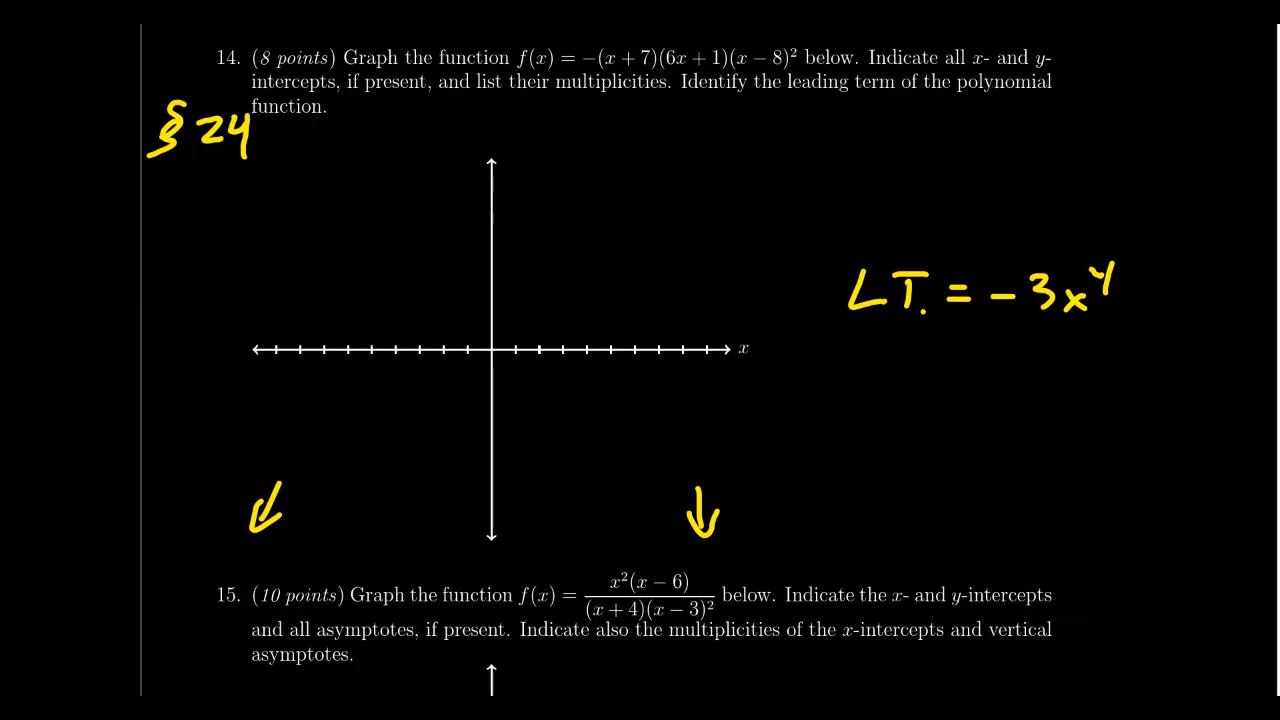 14. (8 points) Graph the function f(x) = −(x + 7)(6x + 1)(x − 8)² below. Indicate all x- and y-
intercepts, if present, and list their multiplicities. Identify the leading term of the polynomial
function.
§ 24
LT. = - 3x⁴
x
15. (10 points) Graph the function f(x) = x²(x − 6) / (x + 4)(x − 3)² below. Indicate the x- and y-intercepts
and all asymptotes, if present. Indicate also the multiplicities of the x-intercepts and vertical
asymptotes.